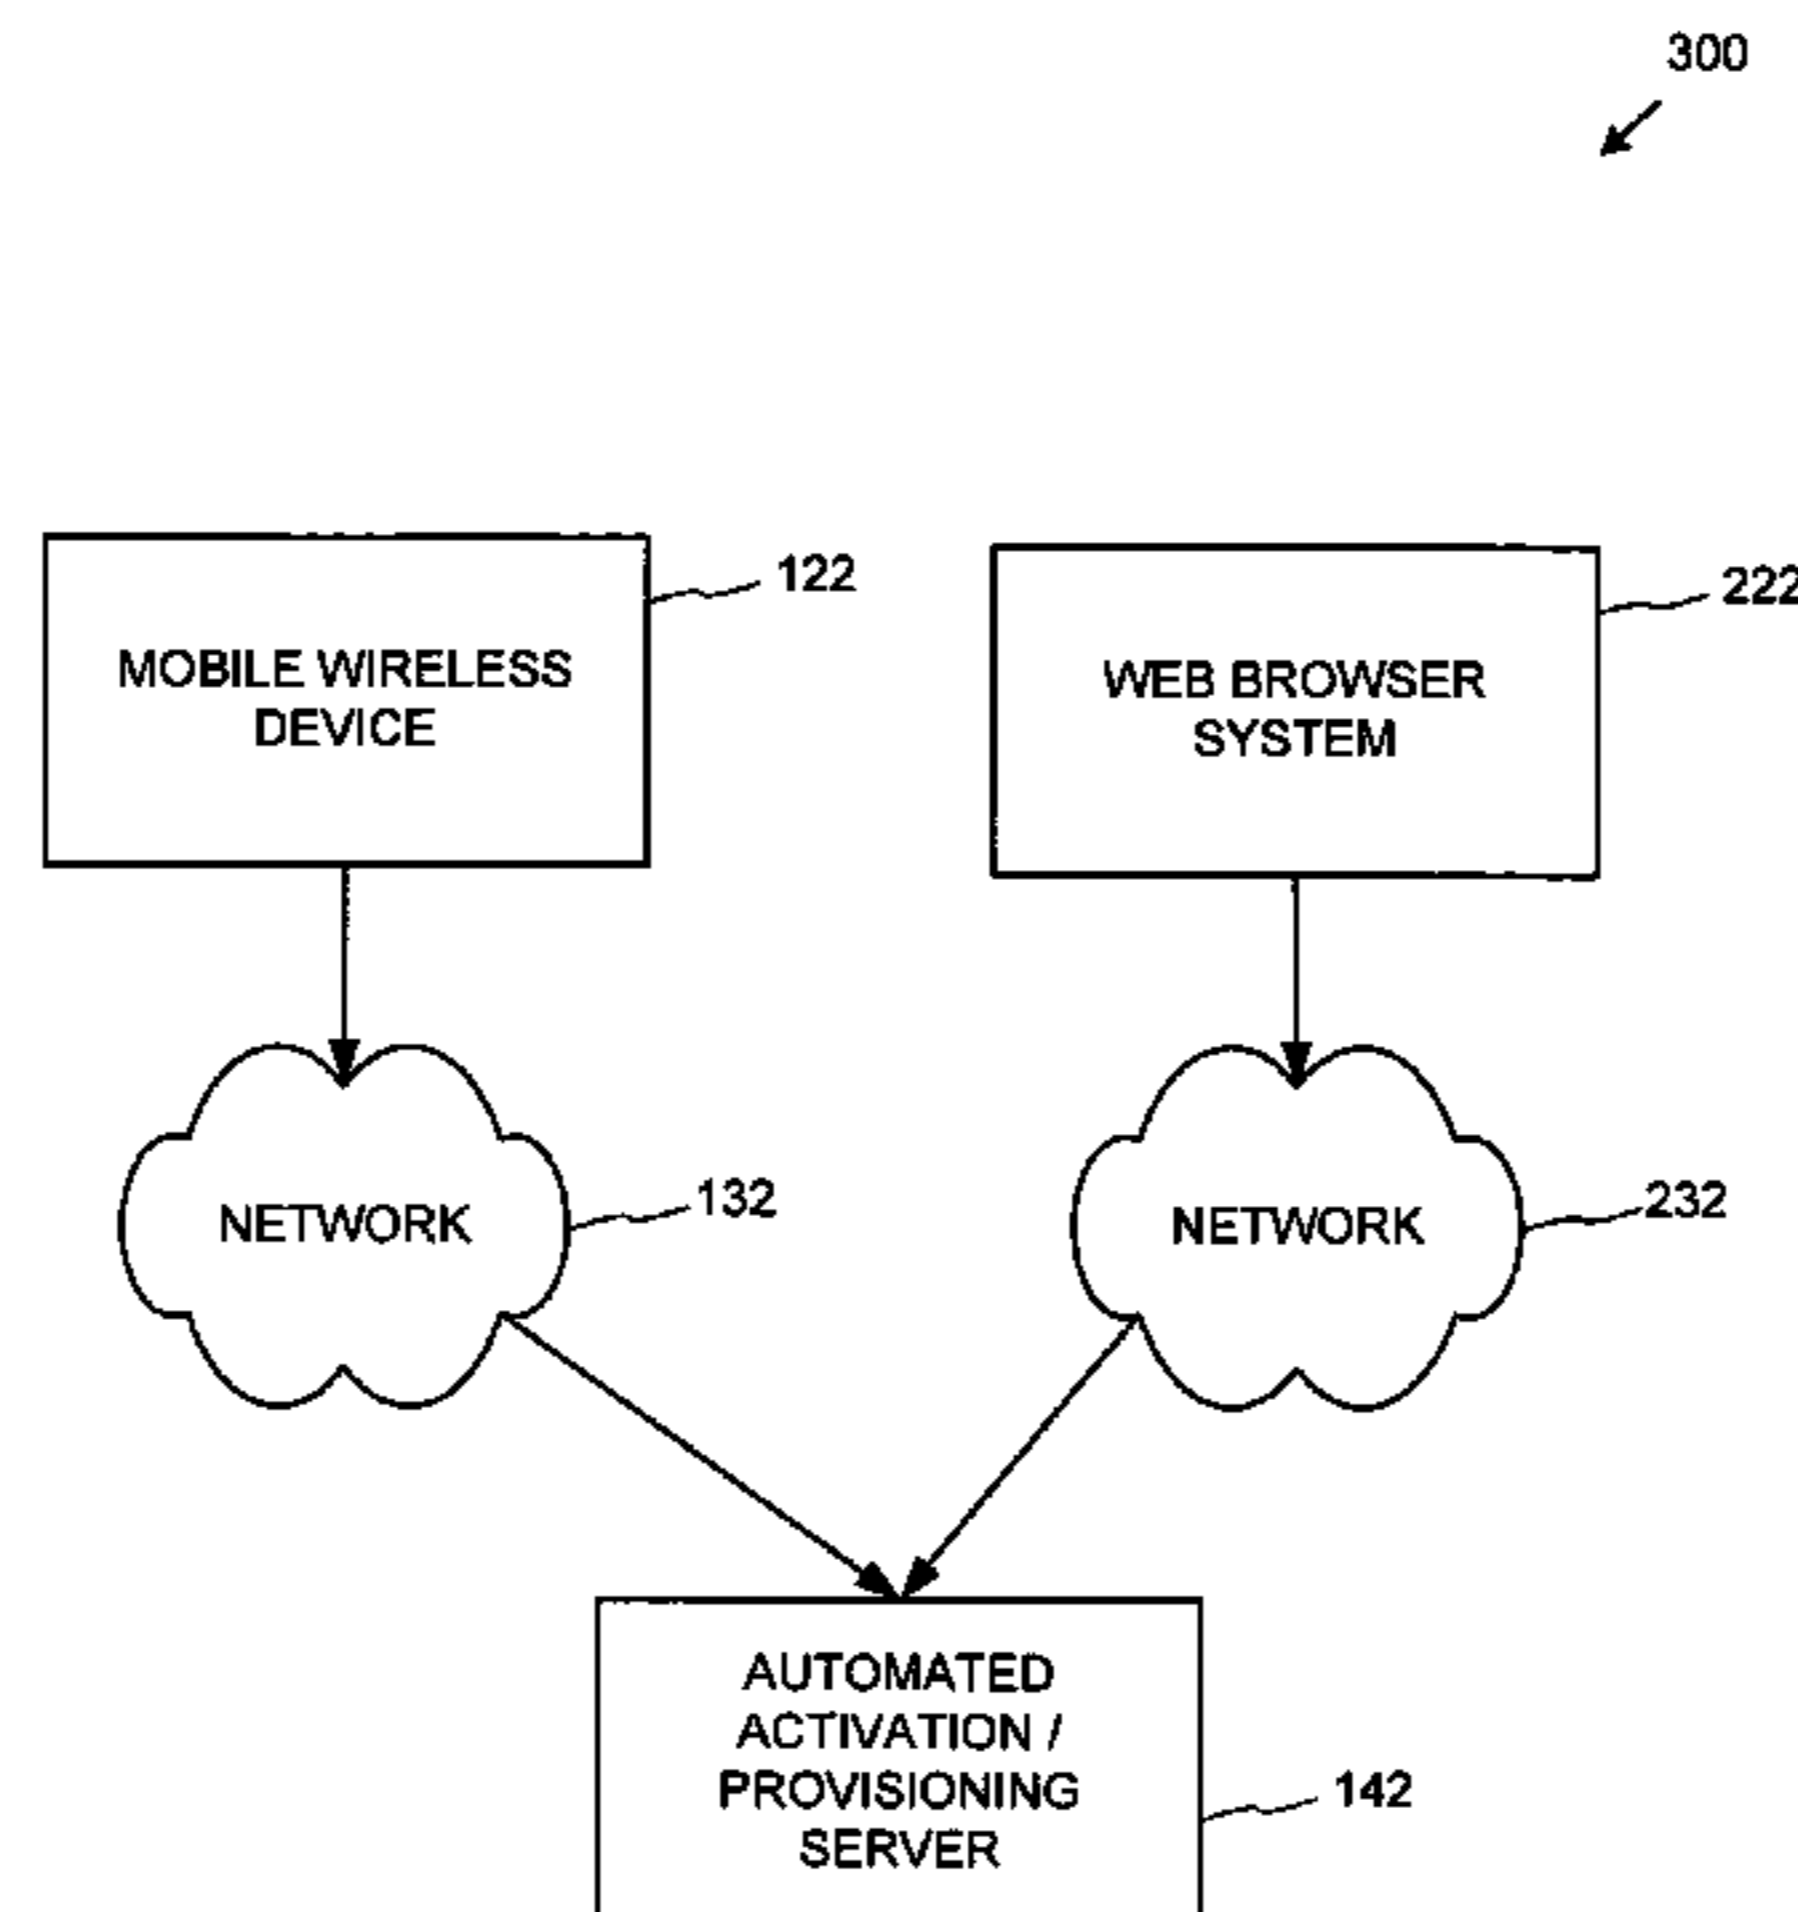 300
122
MOBILE WIRELESS
DEVICE
222
WEB BROWSER
SYSTEM
NETWORK
132
NETWORK
232
AUTOMATED
ACTIVATION /
PROVISIONING
SERVER
142